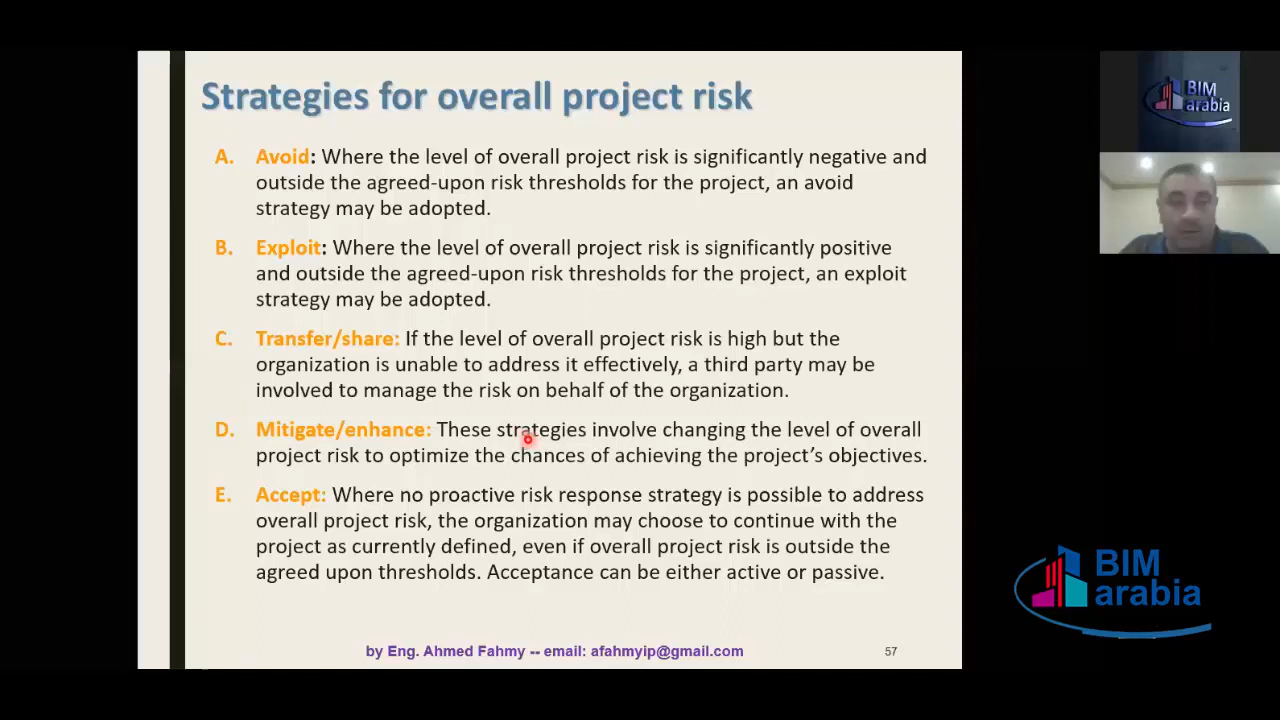 Strategies for overall project risk
A. Avoid: Where the level of overall project risk is significantly negative and
outside the agreed-upon risk thresholds for the project, an avoid
strategy may be adopted.
B. Exploit: Where the level of overall project risk is significantly positive
and outside the agreed-upon risk thresholds for the project, an exploit
strategy may be adopted.
C. Transfer/share: If the level of overall project risk is high but the
organization is unable to address it effectively, a third party may be
involved to manage the risk on behalf of the organization.
D. Mitigate/enhance: These strategies involve changing the level of overall
project risk to optimize the chances of achieving the project's objectives.
E. Accept: Where no proactive risk response strategy is possible to address
overall project risk, the organization may choose to continue with the
project as currently defined, even if overall project risk is outside the
agreed upon thresholds. Acceptance can be either active or passive.
by Eng. Ahmed Fahmy -- email: afahmyip@gmail.com
57
BIM
arabia
BIM
arabia